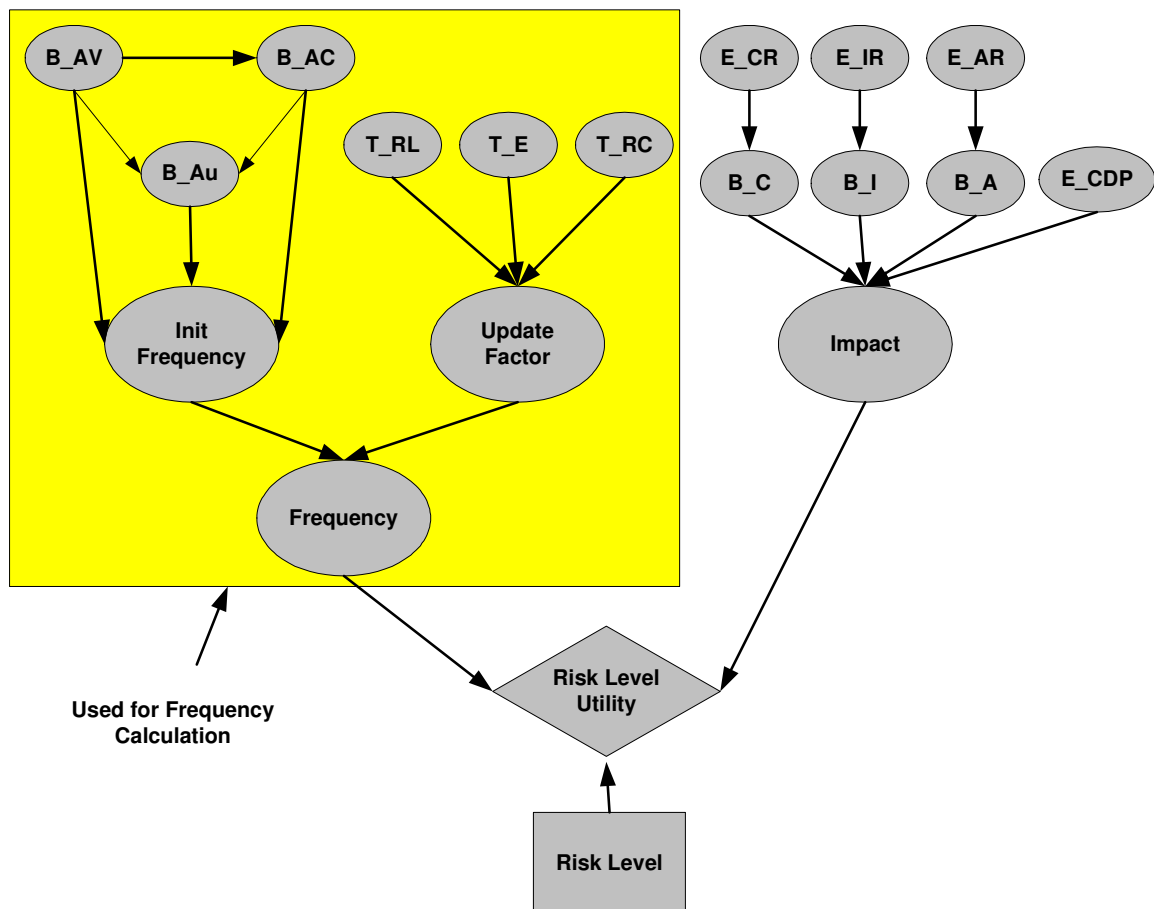 B_AV
B_AC
E_CR
E_IR
E_AR
T_RL
T_E
T_RC
B_Au
B_C
B_I
B_A
E_CDP
Init
Frequency
Update
Factor
Impact
Frequency
Risk Level
Utility
Used for Frequency
Calculation
Risk Level